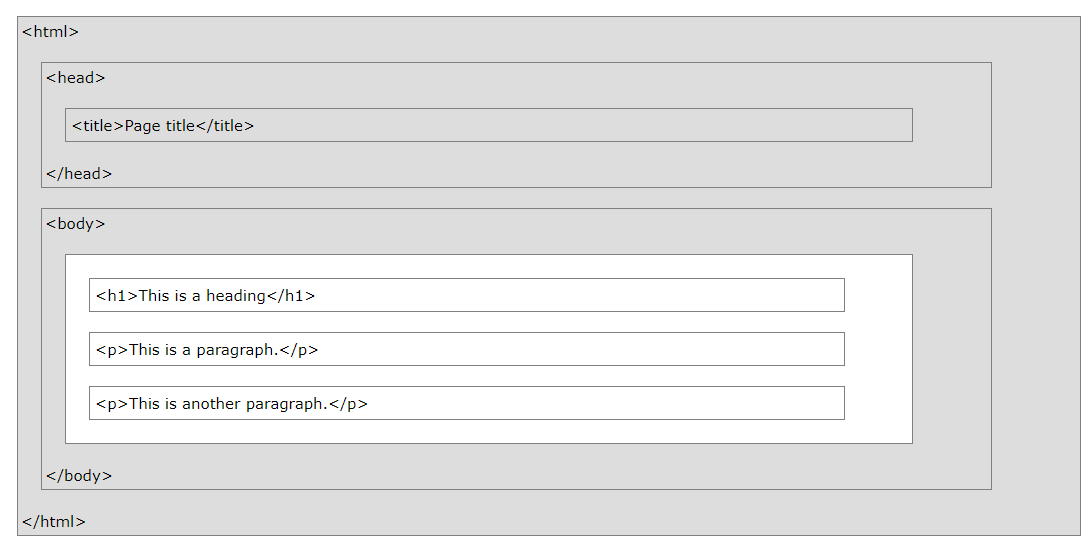 <html>
<head>
<title>Page title</title>
</head>
<body>
<h1>This is a heading</h1>
<p>This is a paragraph.</p>
<p>This is another paragraph.</p>
</body>
</html>